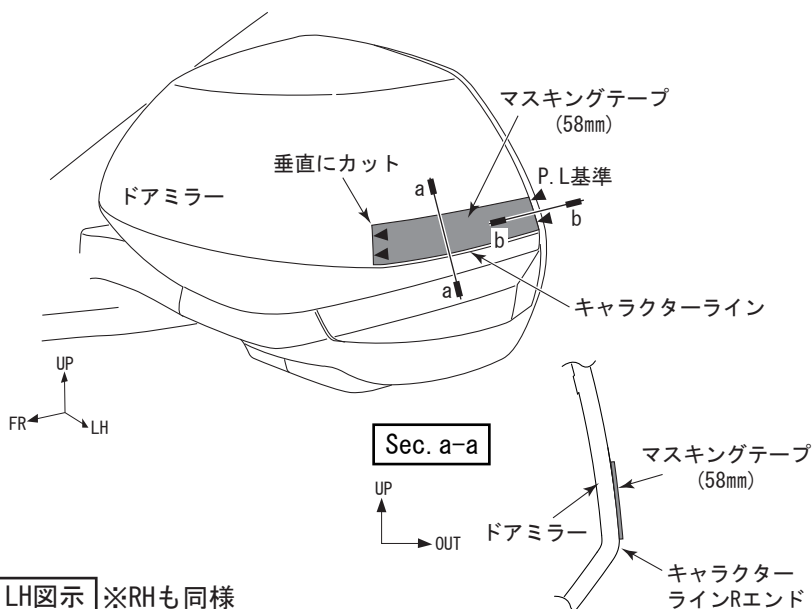 マスキングテープ
(58mm)
垂直にカット
P.L基準
a
ドアミラー
b
b
a
キャラクターライン
UP
FR
LH
Sec.a-a
UP
OUT
マスキングテープ
(58mm)
ドアミラー
キャラクター
ラインRエンド
LH図示 ※RHも同様